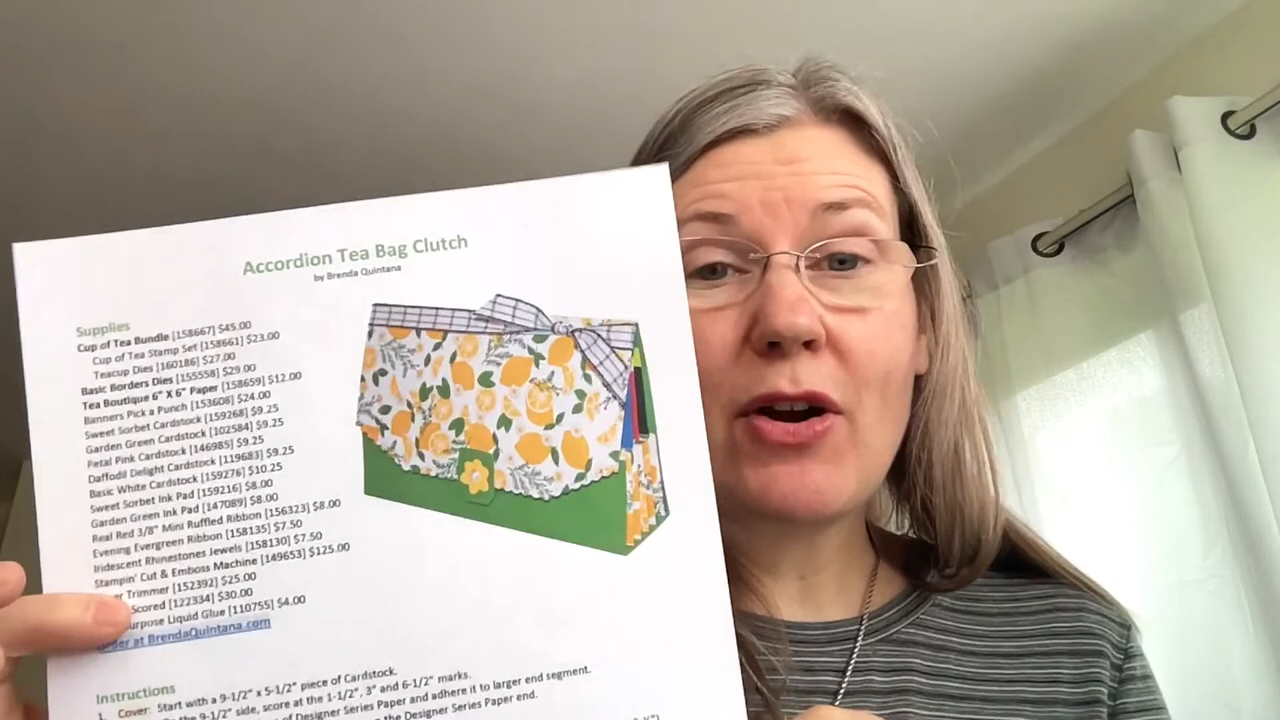 Accordion Tea Bag Clutch
by Brenda Quintana
Supplies
Cup of Tea Bundle [158667] $45.00
Cup of Tea Stamp Set [158661] $23.00
Teacup Dies [160186] $27.00
Basic Borders Dies [155558] $29.00
Tea Boutique 6" X 6" Paper [158659] $12.00
Banners Pick a Punch [153608] $24.00
Sweet Sorbet Cardstock [159268] $9.25
Garden Green Cardstock [102584] $9.25
Petal Pink Cardstock [146985] $9.25
Daffodil Delight Cardstock [119683] $9.25
Basic White Cardstock [159276] $10.25
Sweet Sorbet Ink Pad [159216] $8.00
Garden Green Ink Pad [147089] $8.00
Real Red 3/8" Mini Ruffled Ribbon [156323] $8.00
Evening Evergreen Ribbon [158135] $7.50
Iridescent Rhinestones Jewels [158130] $7.50
Stampin' Cut & Emboss Machine [149653] $125.00
r Trimmer [152392] $25.00
Scored [122334] $30.00
urpose Liquid Glue [110755] $4.00
Order at BrendaQuintana.com
Instructions
1. Cover: Start with a 9-1/2" x 5-1/2" piece of Cardstock.
the 9-1/2" side, score at the 1-1/2", 3" and 6-1/2" marks.
of Designer Series Paper and adhere it to larger end segment.
the Designer Series Paper end.